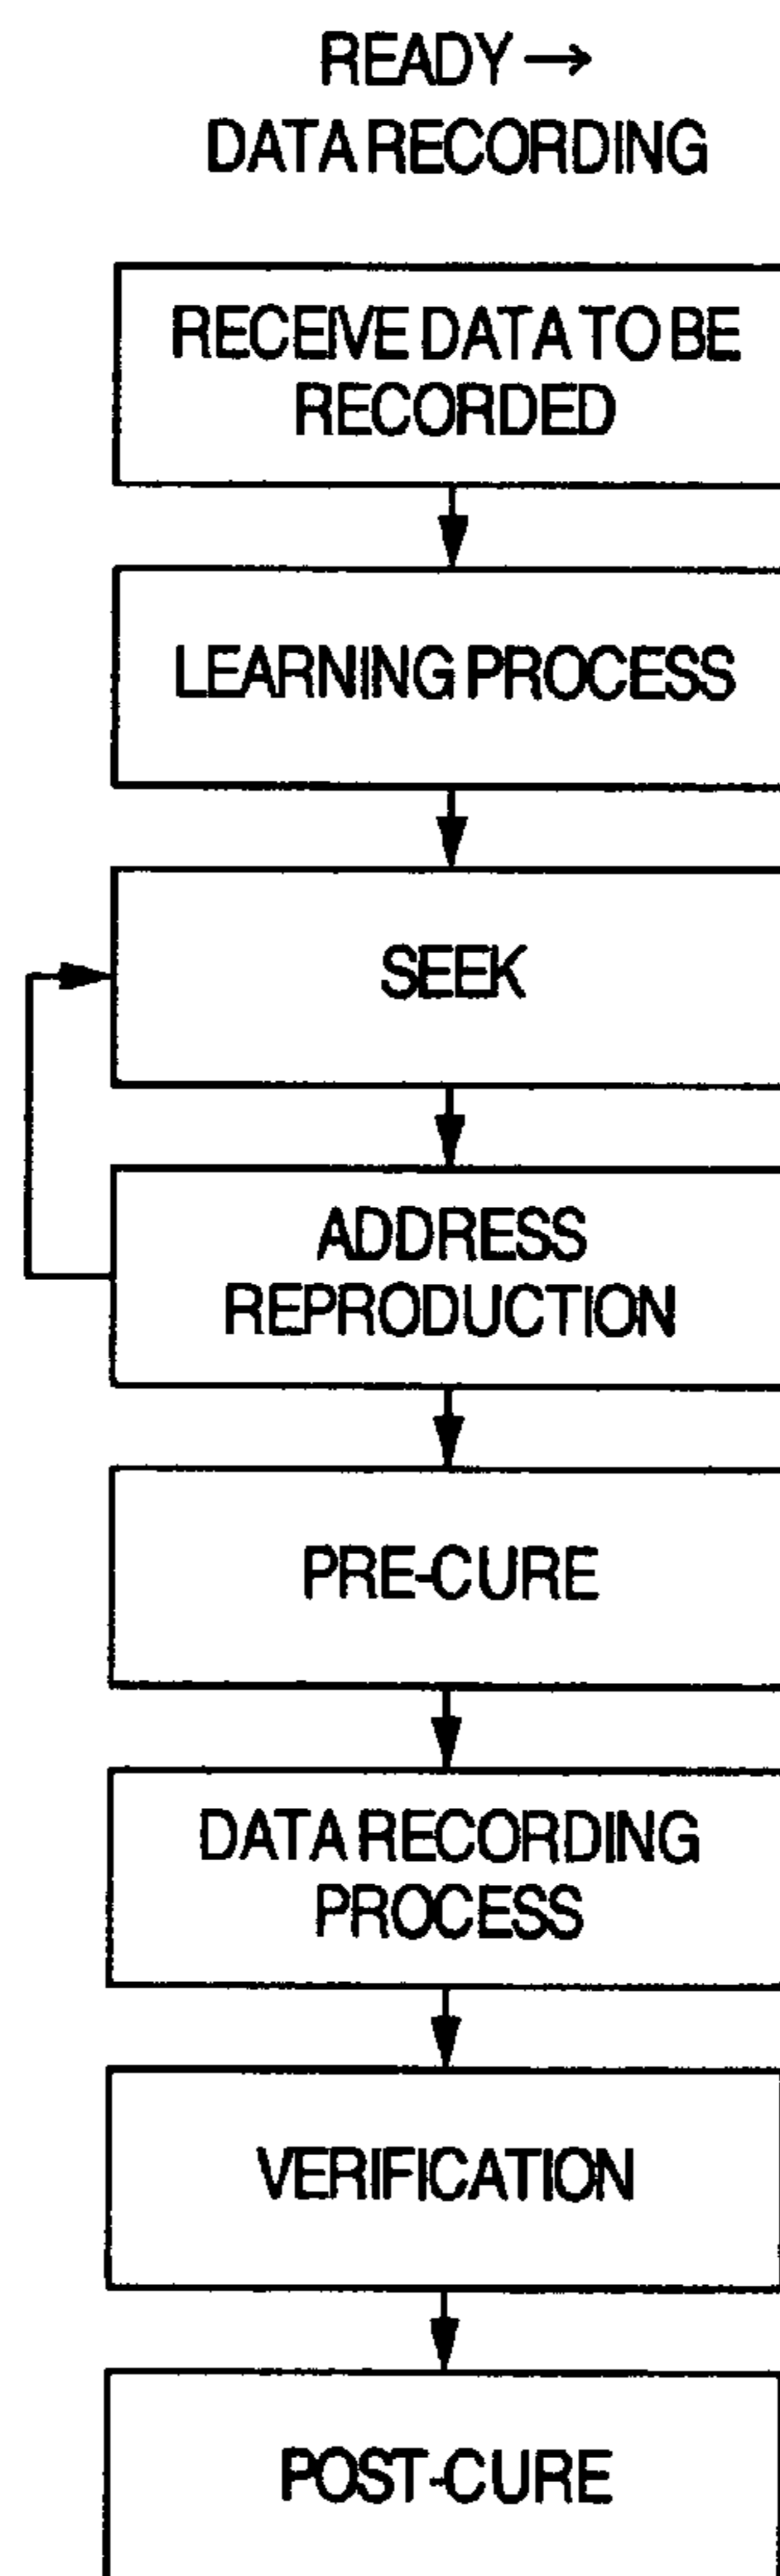 READY →
DATA RECORDING
RECEIVE DATA TO BE
RECORDED
LEARNING PROCESS
SEEK
ADDRESS
REPRODUCTION
PRE-CURE
DATA RECORDING
PROCESS
VERIFICATION
POST-CURE